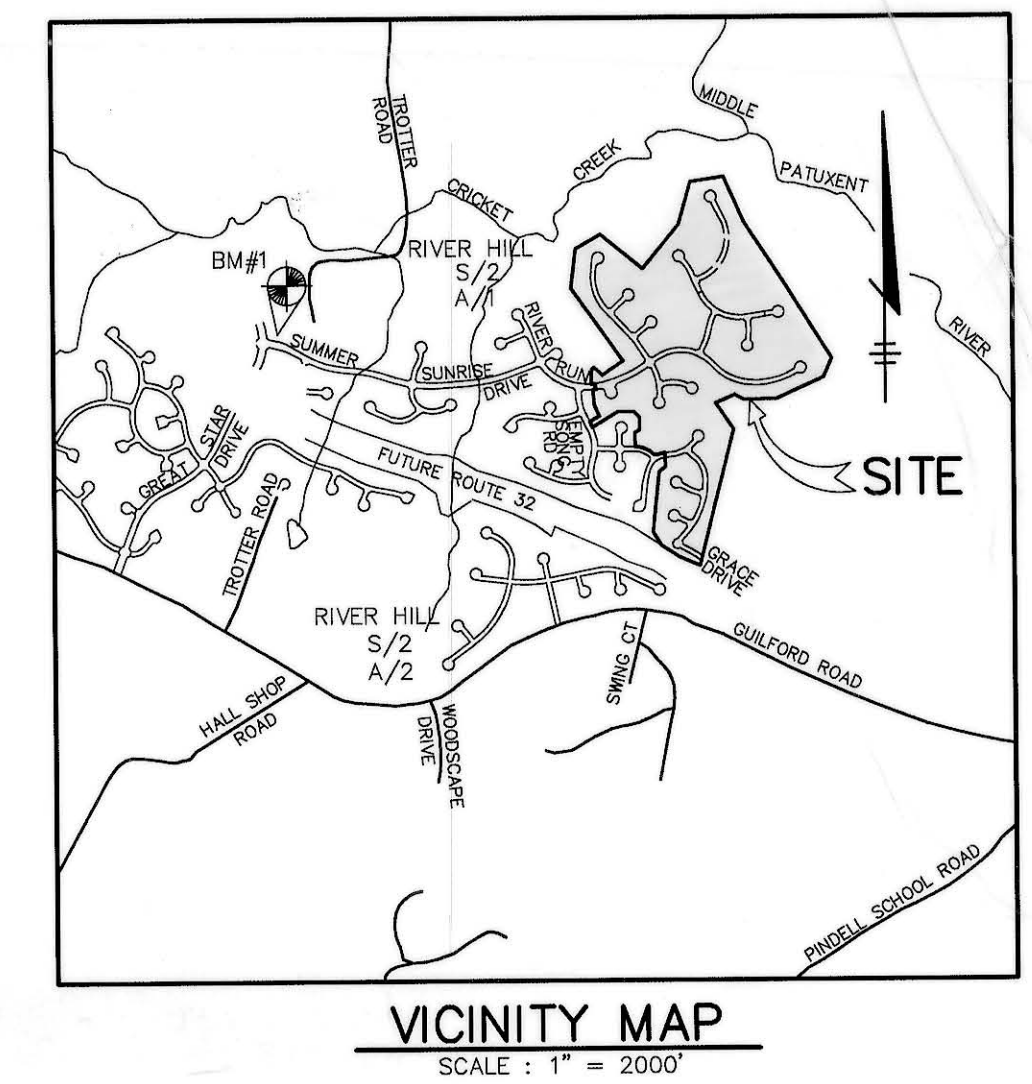 TROTTER
ROAD
MIDDLE
PATUXENT
RIVER
CREEK
CRICKET
RIVER HILL
S/2
A/1
BM#1
SUMMER
SUNRISE
DRIVE
RIVER
RUN
EMPTY
SONG
RD
STAR
DRIVE
GREAT
FUTURE ROUTE 32
SITE
TROTTER ROAD
GRACE
DRIVE
RIVER HILL
S/2
A/2
SWING CT
GUILFORD ROAD
HALL SHOP
ROAD
WOODSCAPE
DRIVE
PINDELL SCHOOL ROAD
VICINITY MAP
SCALE : 1" = 2000'